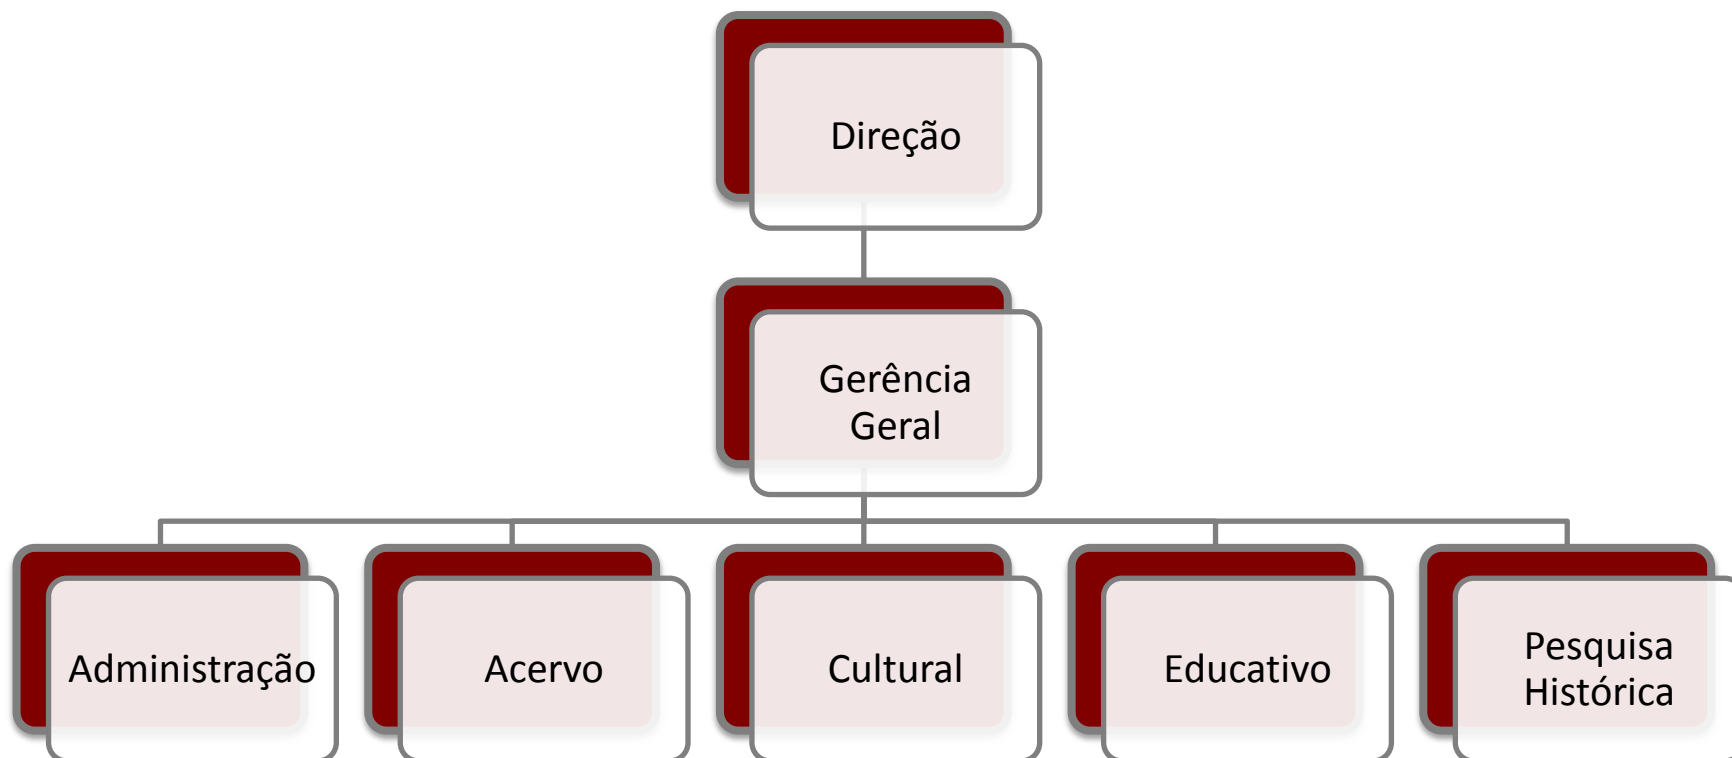 Direção
Gerência
Geral
Administração
Acervo
Cultural
Educativo
Pesquisa
Histórica